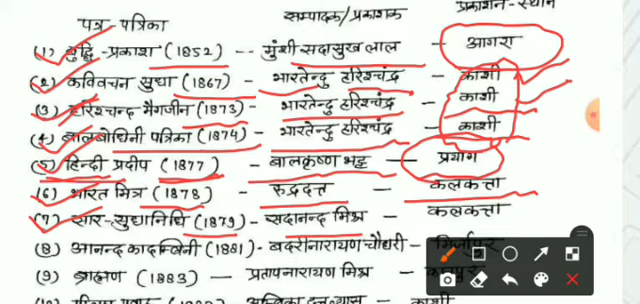 पत्र-पत्रिका सम्पादक/प्रकाशक प्रकाशन-स्थान
(1) बुद्धि-प्रकाश (1852) -- मुंशी सदासुख लाल - आगरा
(2) कविवचन सुधा (1867) - भारतेन्दु हरिश्चंद्र - काशी
(3) हरिश्चन्द मैगजीन (1873) - भारतेन्दु हरिश्चंद्र - काशी
(4) बालबोधिनी पत्रिका (1874) - भारतेन्दु हरिश्चंद्र - काशी
(5) हिन्दी प्रदीप (1877) - बालकृष्ण भट्ट - प्रयाग
(6) भारत मित्र (1878) - रुद्रदत्त - कलकत्ता
(7) सार-सुधानिधि (1879) - सदानन्द मिश्र - कलकत्ता
(8) आनन्द कादम्बिनी (1881) - बदरीनारायण चौधरी - मिर्जापुर
(9) ब्राह्मण (1883) - प्रतापनारायण मिश्र -
अम्बिकादत्त व्यास - काशी